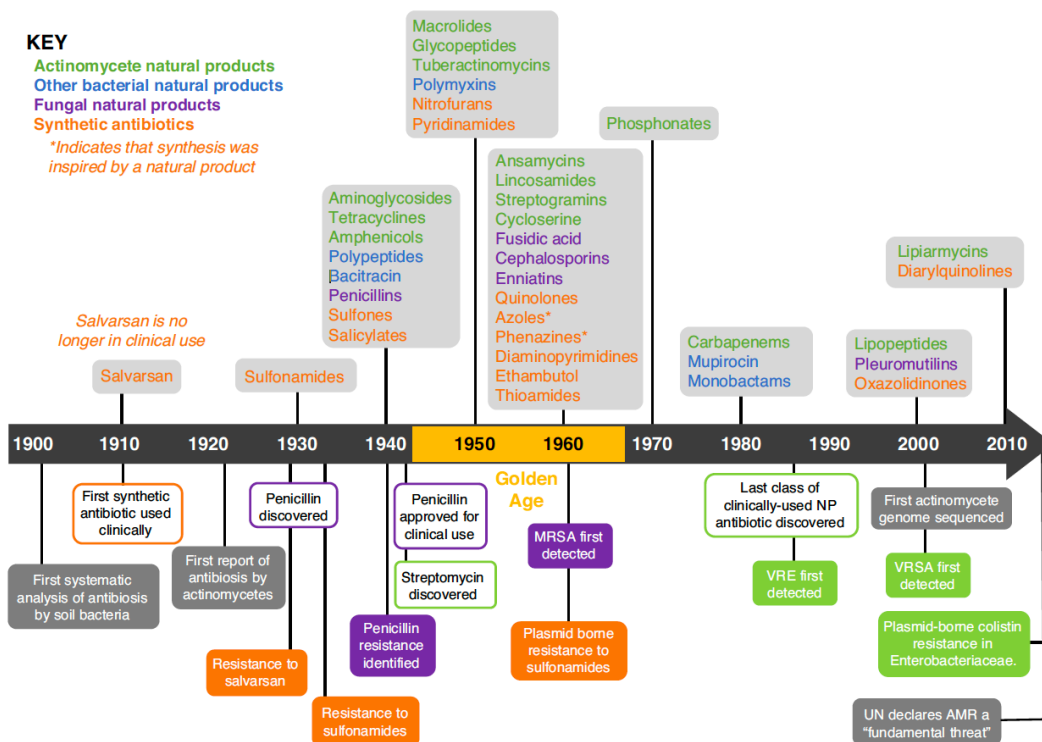 KEY
Actinomycete natural products
Other bacterial natural products
Fungal natural products
Synthetic antibiotics
*Indicates that synthesis was
inspired by a natural product
Salvarsan is no
longer in clinical use
Salvarsan
Sulfonamides
Aminoglycosides
Tetracyclines
Amphenicols
Polypeptides
Bacitracin
Penicillins
Sulfones
Salicylates
Macrolides
Glycopeptides
Tuberactinomycins
Polymyxins
Nitrofurans
Pyridinamides
Ansamycins
Lincosamides
Streptogramins
Cycloserine
Fusidic acid
Cephalosporins
Enniatins
Quinolones
Azoles*
Phenazines*
Diaminopyrimidines
Ethambutol
Thioamides
Phosphonates
Carbapenems
Mupirocin
Monobactams
Lipopeptides
Pleuromutilins
Oxazolidinones
Lipiarmycins
Diarylquinolines
1900 1910 1920 1930 1940 1950 1960 1970 1980 1990 2000 2010
Golden
Age
First systematic
analysis of antibiosis
by soil bacteria
First synthetic
antibiotic used
clinically
First report of
antibiosis by
actinomycetes
Penicillin
discovered
Resistance to
salvarsan
Resistance to
sulfonamides
Penicillin
resistance
identified
Penicillin
approved for
clinical use
Streptomycin
discovered
MRSA first
detected
Plasmid borne
resistance to
sulfonamides
Last class of
clinically-used NP
antibiotic discovered
VRE first
detected
First actinomycete
genome sequenced
VRSA first
detected
Plasmid-borne colistin
resistance in
Enterobacteriaceae.
UN declares AMR a
“fundamental threat”